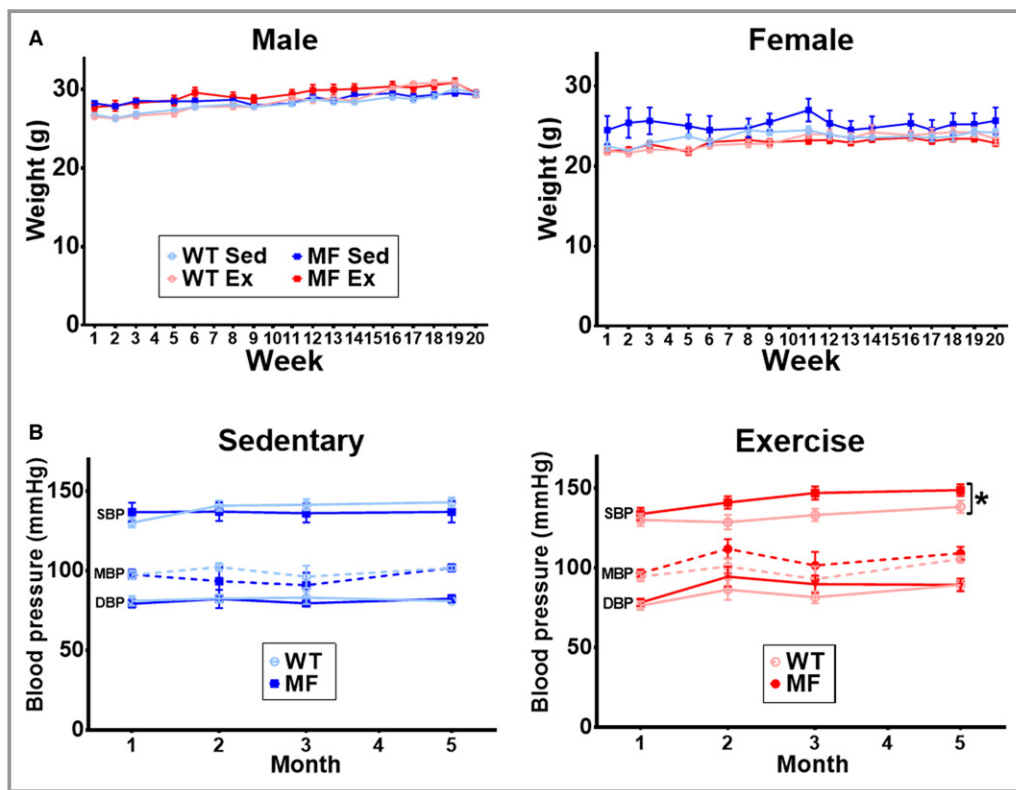 A
Male
Female
Weight (g)
30
20
10
0
WT Sed
MF Sed
WT Ex
MF Ex
1 2 3 4 5 6 7 8 9 10 11 12 13 14 15 16 17 18 19 20
Week
Weight (g)
30
20
10
0
1 2 3 4 5 6 7 8 9 10 11 12 13 14 15 16 17 18 19 20
Week
B
Sedentary
Exercise
Blood pressure (mmHg)
150
100
50
0
SBP
MBP
DBP
WT
MF
1 2 3 4 5
Month
Blood pressure (mmHg)
150
100
50
0
SBP
MBP
DBP
*
WT
MF
1 2 3 4 5
Month